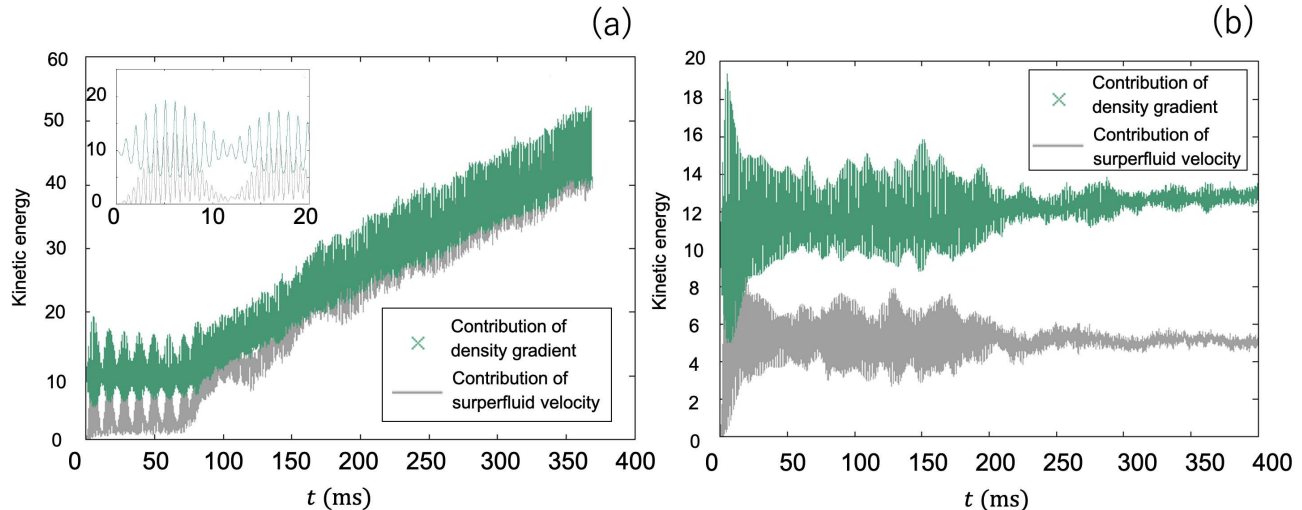 (a)
Kinetic energy
60
50
40
30
20
10
0
20
10
0
0 10 20
Contribution of
density gradient
Contribution of
surperfluid velocity
0 50 100 150 200 250 300 350 400
t (ms)
(b)
Kinetic energy
20
18
16
14
12
10
8
6
4
2
0
Contribution of
density gradient
Contribution of
surperfluid velocity
0 50 100 150 200 250 300 350 400
t (ms)